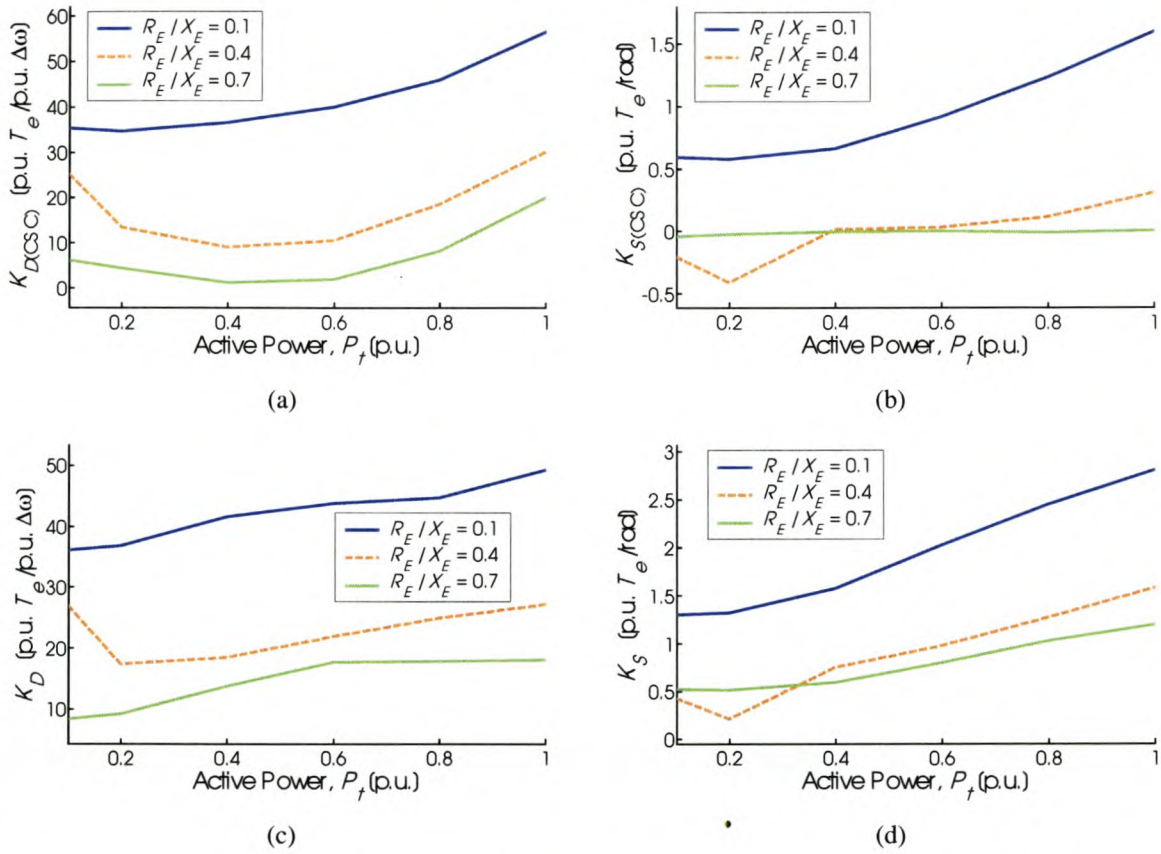 60
50
40
30
20
10
0
K_D(CSC) (p.u. T_e/p.u. Δω)
R_E / X_E = 0.1
R_E / X_E = 0.4
R_E / X_E = 0.7
0.2 0.4 0.6 0.8 1
Active Power, P_t (p.u.)
(a)
1.5
1
0.5
0
-0.5
K_S(CSC) (p.u. T_e/rad)
R_E / X_E = 0.1
R_E / X_E = 0.4
R_E / X_E = 0.7
0.2 0.4 0.6 0.8 1
Active Power, P_t (p.u.)
(b)
50
40
30
20
10
K_D (p.u. T_e/p.u. Δω)
R_E / X_E = 0.1
R_E / X_E = 0.4
R_E / X_E = 0.7
0.2 0.4 0.6 0.8 1
Active Power, P_t (p.u.)
(c)
3
2.5
2
1.5
1
0.5
0
K_S (p.u. T_e/rad)
R_E / X_E = 0.1
R_E / X_E = 0.4
R_E / X_E = 0.7
0.2 0.4 0.6 0.8 1
Active Power, P_t (p.u.)
(d)